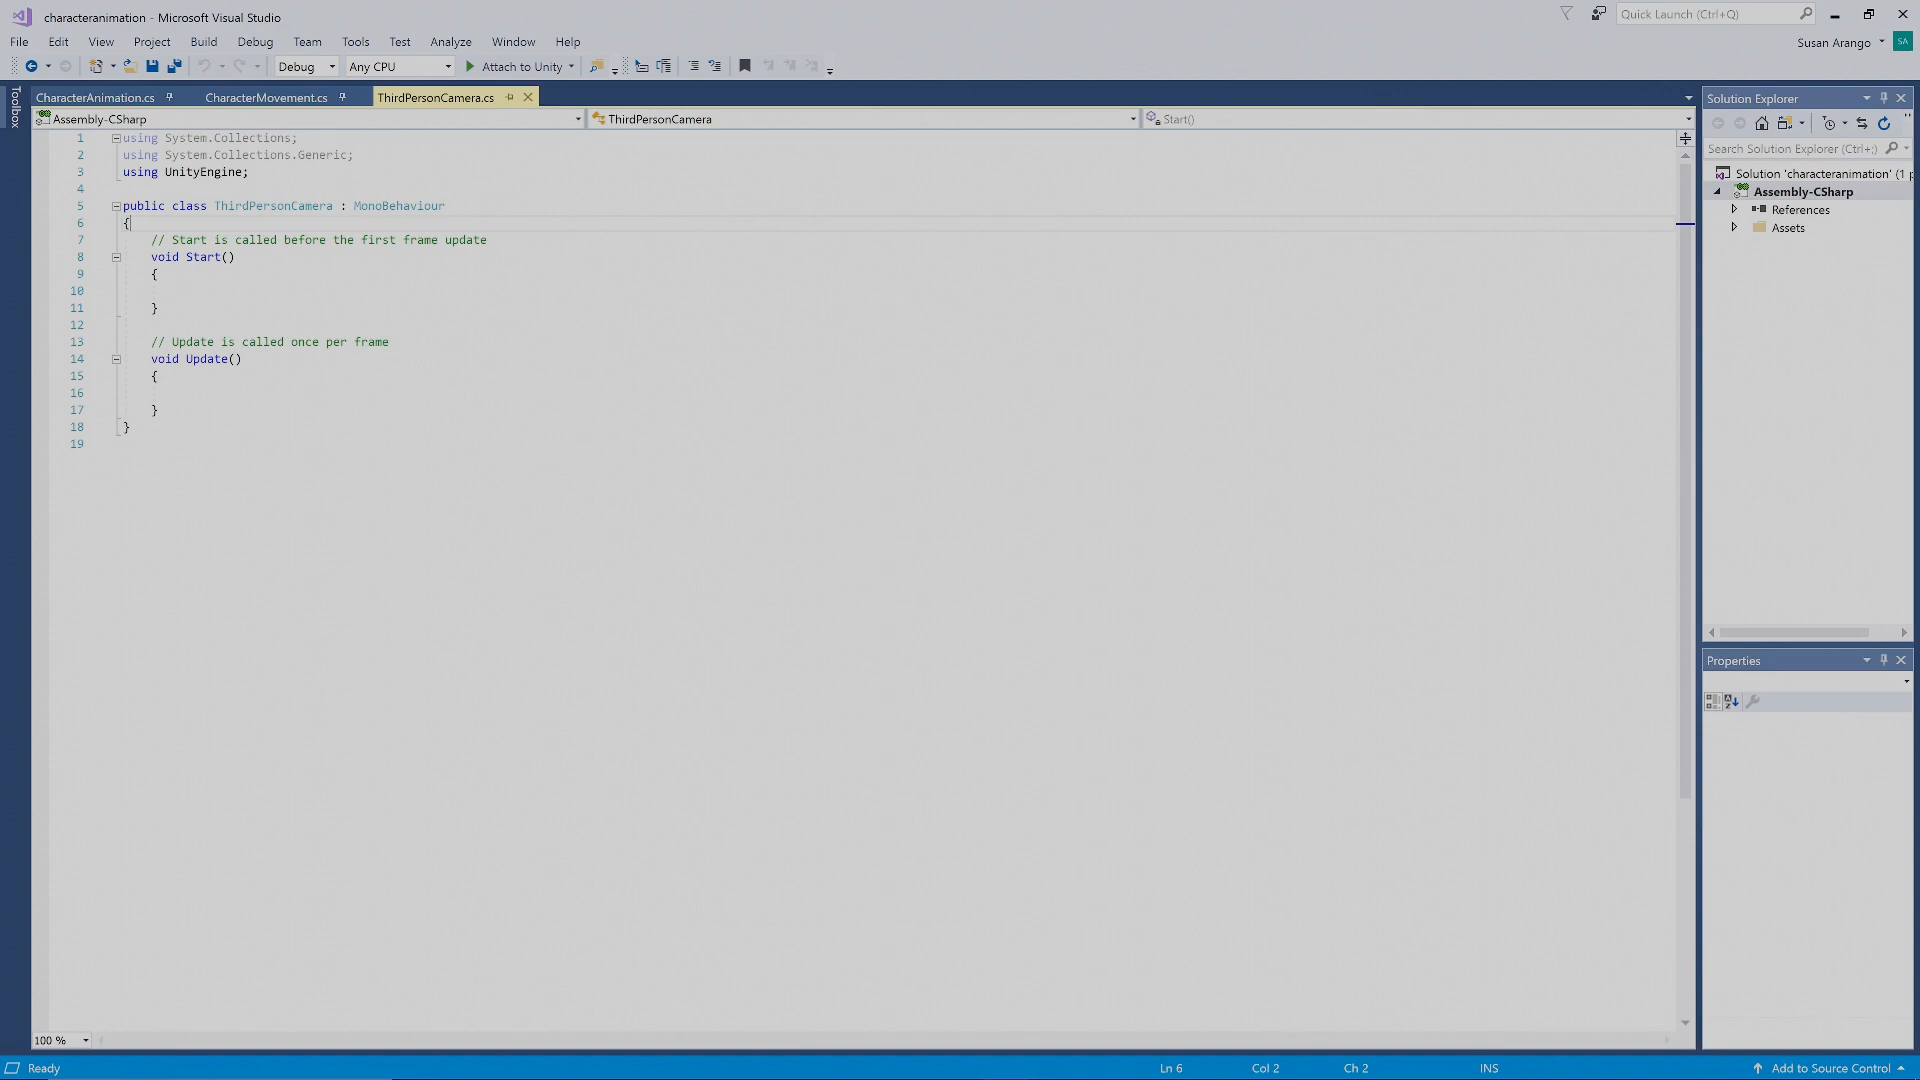 characteranimation - Microsoft Visual Studio
Quick Launch (Ctrl+Q)
File Edit View Project Build Debug Team Tools Test Analyze Window Help
Susan Arango SA
Debug Any CPU Attach to Unity
Toolbox
CharacterAnimation.cs CharacterMovement.cs ThirdPersonCamera.cs
Assembly-CSharp ThirdPersonCamera Start()
1 using System.Collections;
2 using System.Collections.Generic;
3 using UnityEngine;
4
5 public class ThirdPersonCamera : MonoBehaviour
6 {
7 // Start is called before the first frame update
8 void Start()
9 {
10
11 }
12
13 // Update is called once per frame
14 void Update()
15 {
16
17 }
18 }
19
100 %
Solution Explorer
Search Solution Explorer (Ctrl+;)
Solution 'characteranimation' (1 p
Assembly-CSharp
References
Assets
Properties
Ready Ln 6 Col 2 Ch 2 INS Add to Source Control